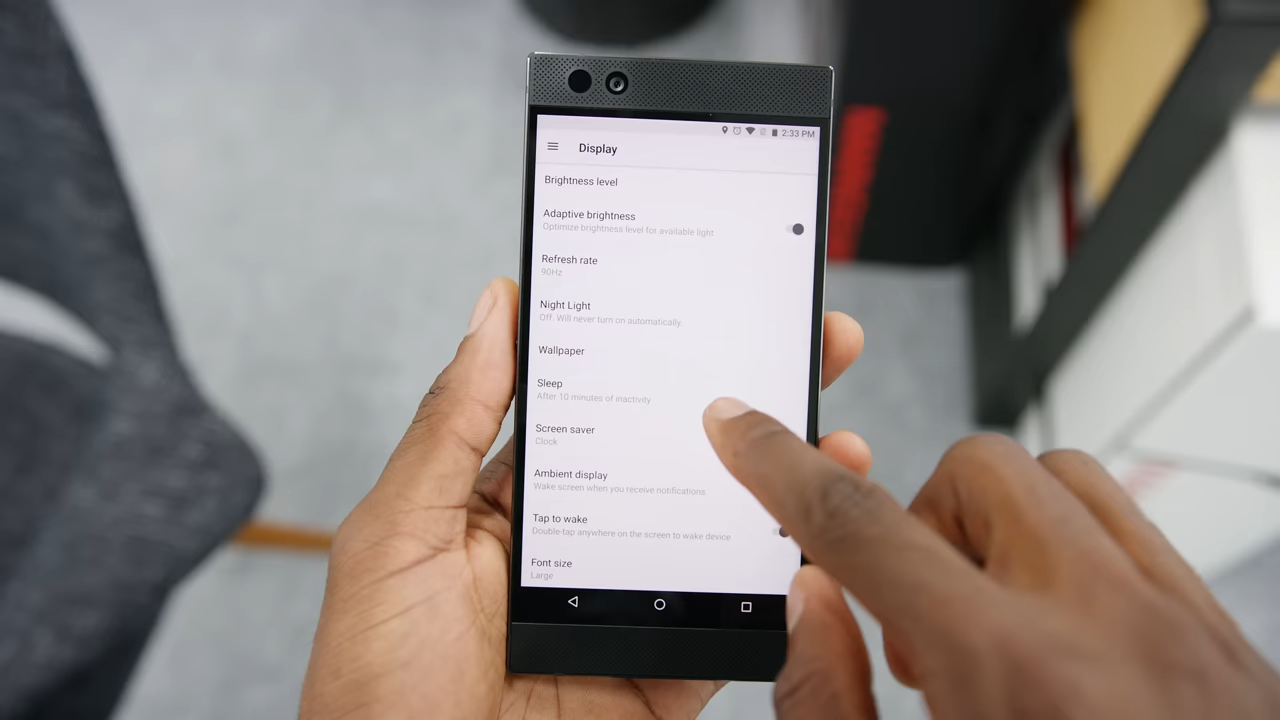 2:33 PM
Display
Brightness level
Adaptive brightness
Optimize brightness level for available light
Refresh rate
90Hz
Night Light
Off. Will never turn on automatically.
Wallpaper
Sleep
After 10 minutes of inactivity
Screen saver
Clock
Ambient display
Wake screen when you receive notifications
Tap to wake
Double-tap anywhere on the screen to wake device
Font size
Large